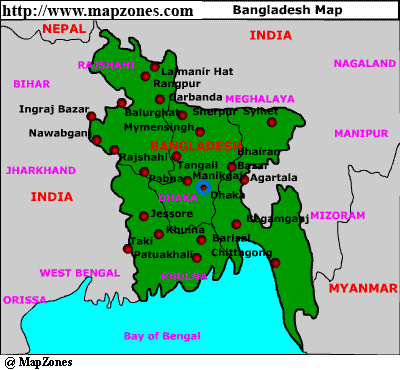 http://www.mapzones.com
Bangladesh Map
NEPAL
INDIA
RAJSHAHI
Lalmanir Hat
NAGALAND
Rangpur
BIHAR
Garbanda
MEGHALAYA
Ingraj Bazar
Balurghat
Sherpur
Sylhet
Mymensingh
Nawabganj
MANIPUR
BANGLADESH
Bhairan
Rajshahi
Tangail
Bazar
JHARKHAND
Pabna
Manikganj
Agartala
INDIA
DHAKA
Dhaka
Jessore
Begamganj
MIZORAM
Khulna
Barisal
Taki
Patuakhali
Chittagong
WEST BENGAL
KHULNA
MYANMAR
ORISSA
Bay of Bengal
@ MapZones